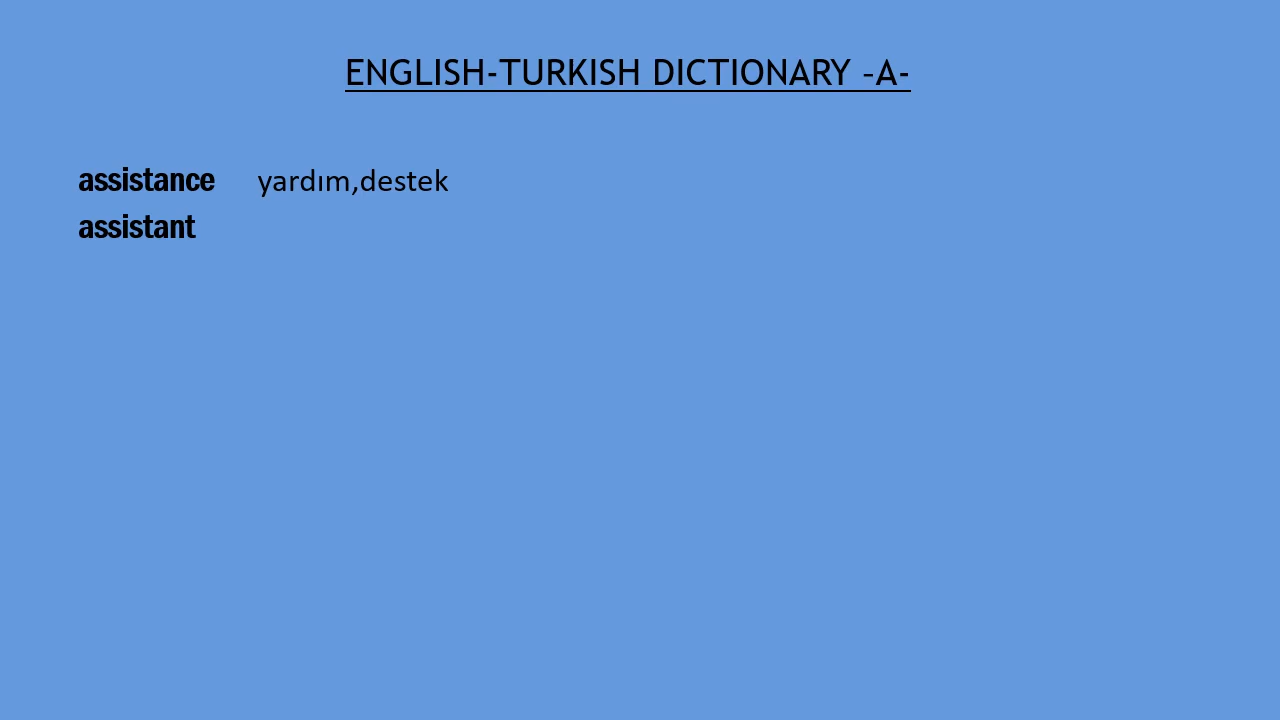 ENGLISH-TURKISH DICTIONARY –A-
assistance yardım,destek
assistant